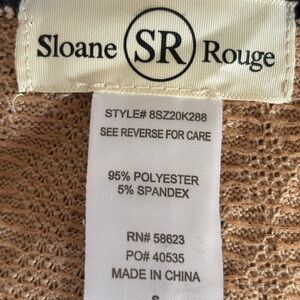 Sloane SR Rouge
STYLE# 8SZ20K288
SEE REVERSE FOR CARE
95% POLYESTER
5% SPANDEX
RN# 58623
PO# 40535
MADE IN CHINA
S